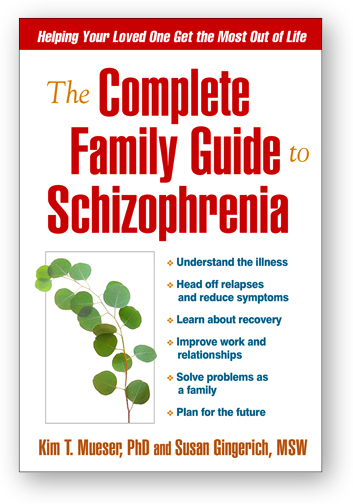 Helping Your Loved One Get the Most Out of Life
The Complete
Family Guide to
Schizophrenia
❖ Understand the illness
❖ Head off relapses
and reduce symptoms
❖ Learn about recovery
❖ Improve work and
relationships
❖ Solve problems as
a family
❖ Plan for the future
Kim T. Mueser, PhD and Susan Gingerich, MSW